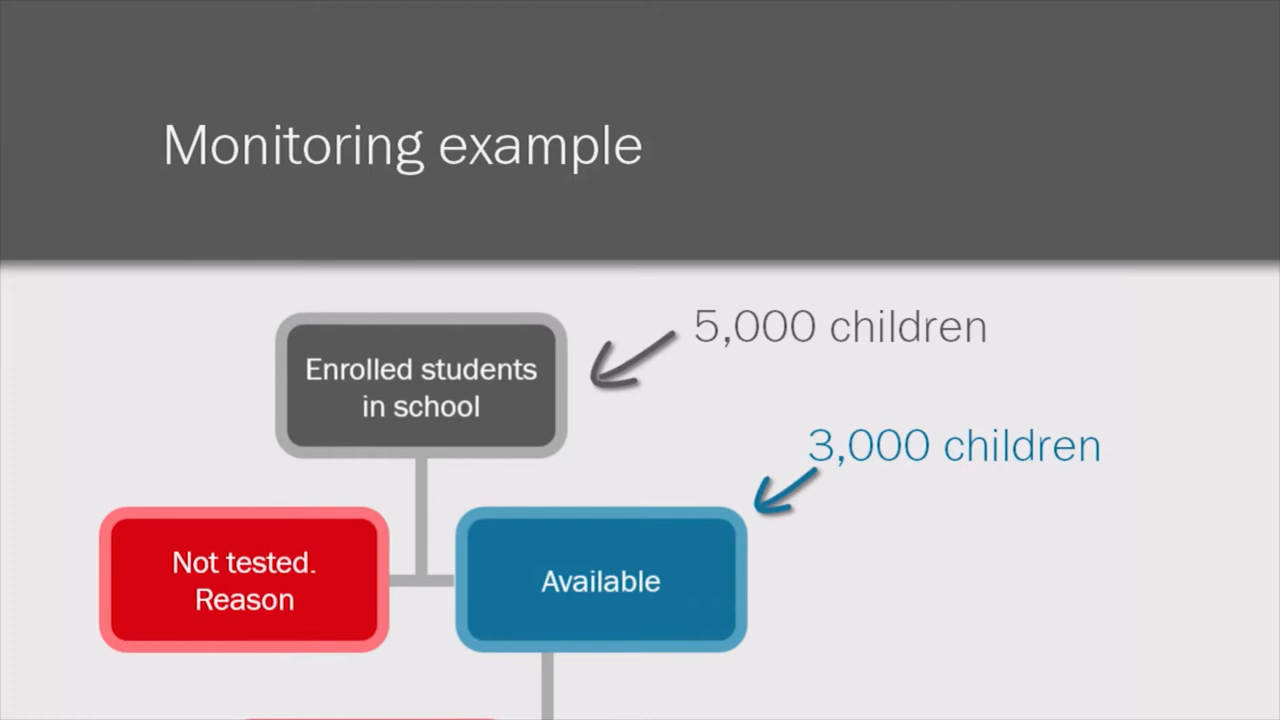 Monitoring example
5,000 children
Enrolled students
in school
3,000 children
Not tested.
Reason
Available